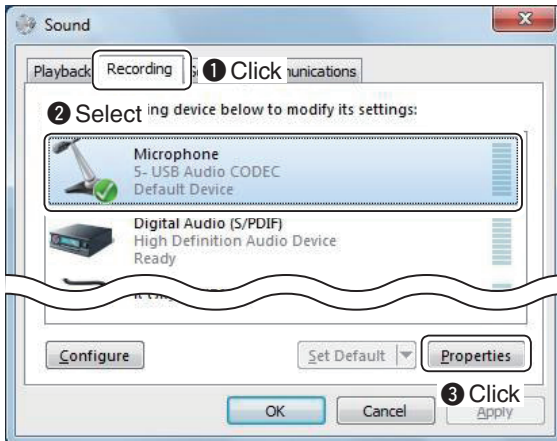 Sound
Playback Recording ❶ Click unications
❷ Select ing device below to modify its settings:
Microphone
5- USB Audio CODEC
Default Device
Digital Audio (S/PDIF)
High Definition Audio Device
Ready
Configure Set Default Properties
❸ Click
OK Cancel Apply